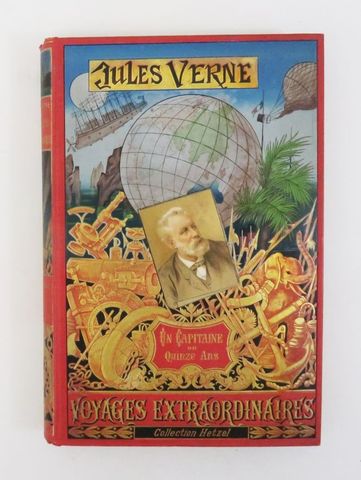 JULES VERNE
UN CAPITAINE
DE
Quinze Ans
VOYAGES EXTRAORDINAIRES
Collection Hetzel